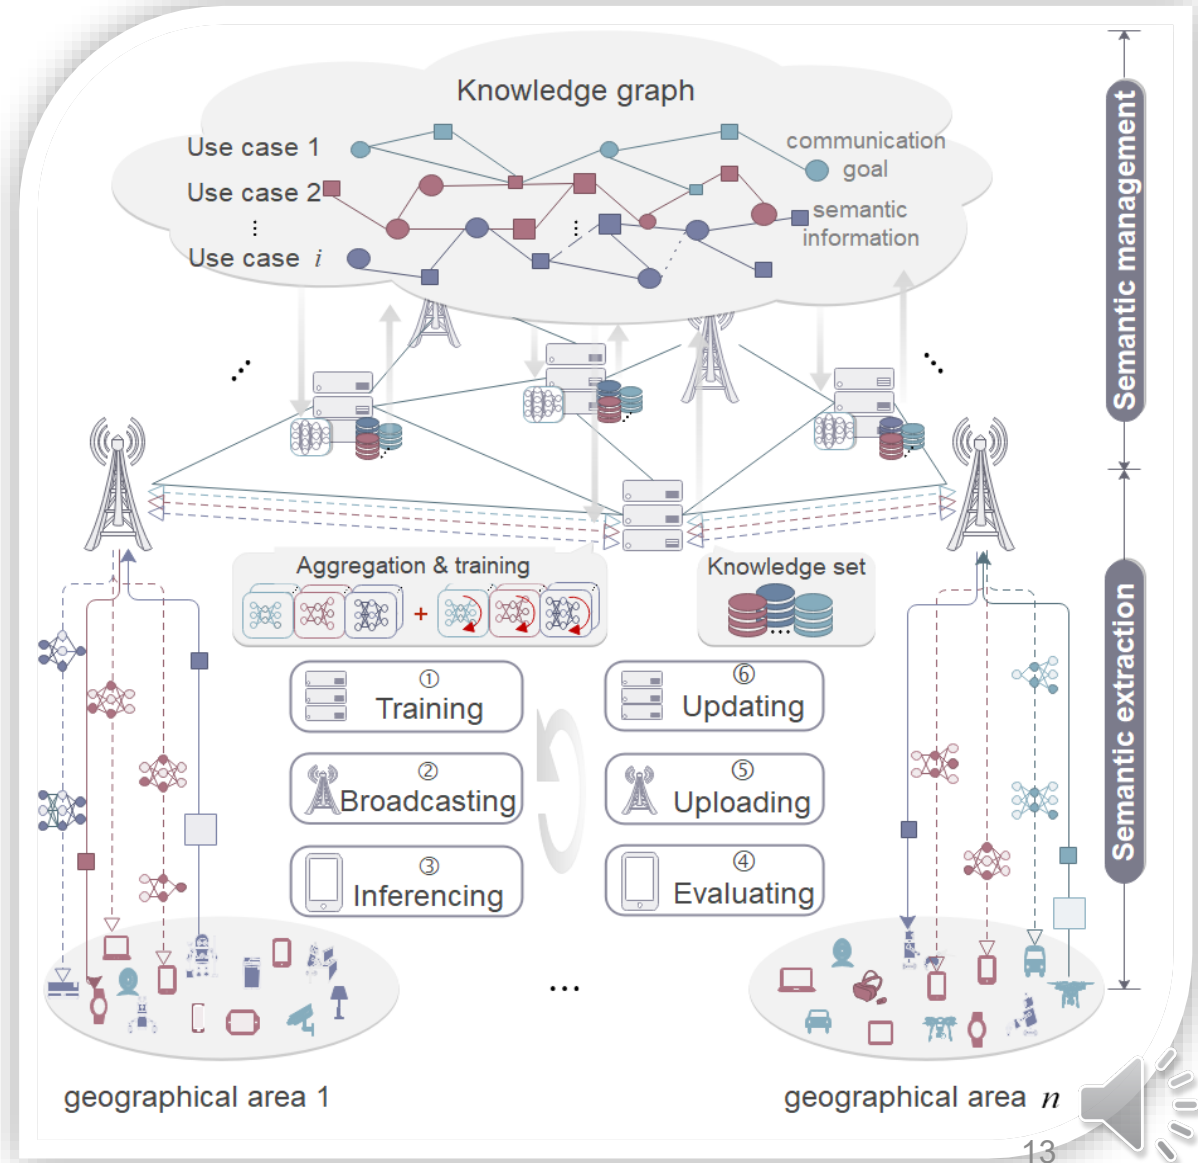 Knowledge graph
Use case 1
communication
goal
Use case 2
semantic
information
⋮
⋮
Use case i
Semantic management
Aggregation & training
+
Knowledge set
...
① Training
⑥ Updating
② Broadcasting
⑤ Uploading
③ Inferencing
④ Evaluating
Semantic extraction
...
geographical area 1
geographical area n
13